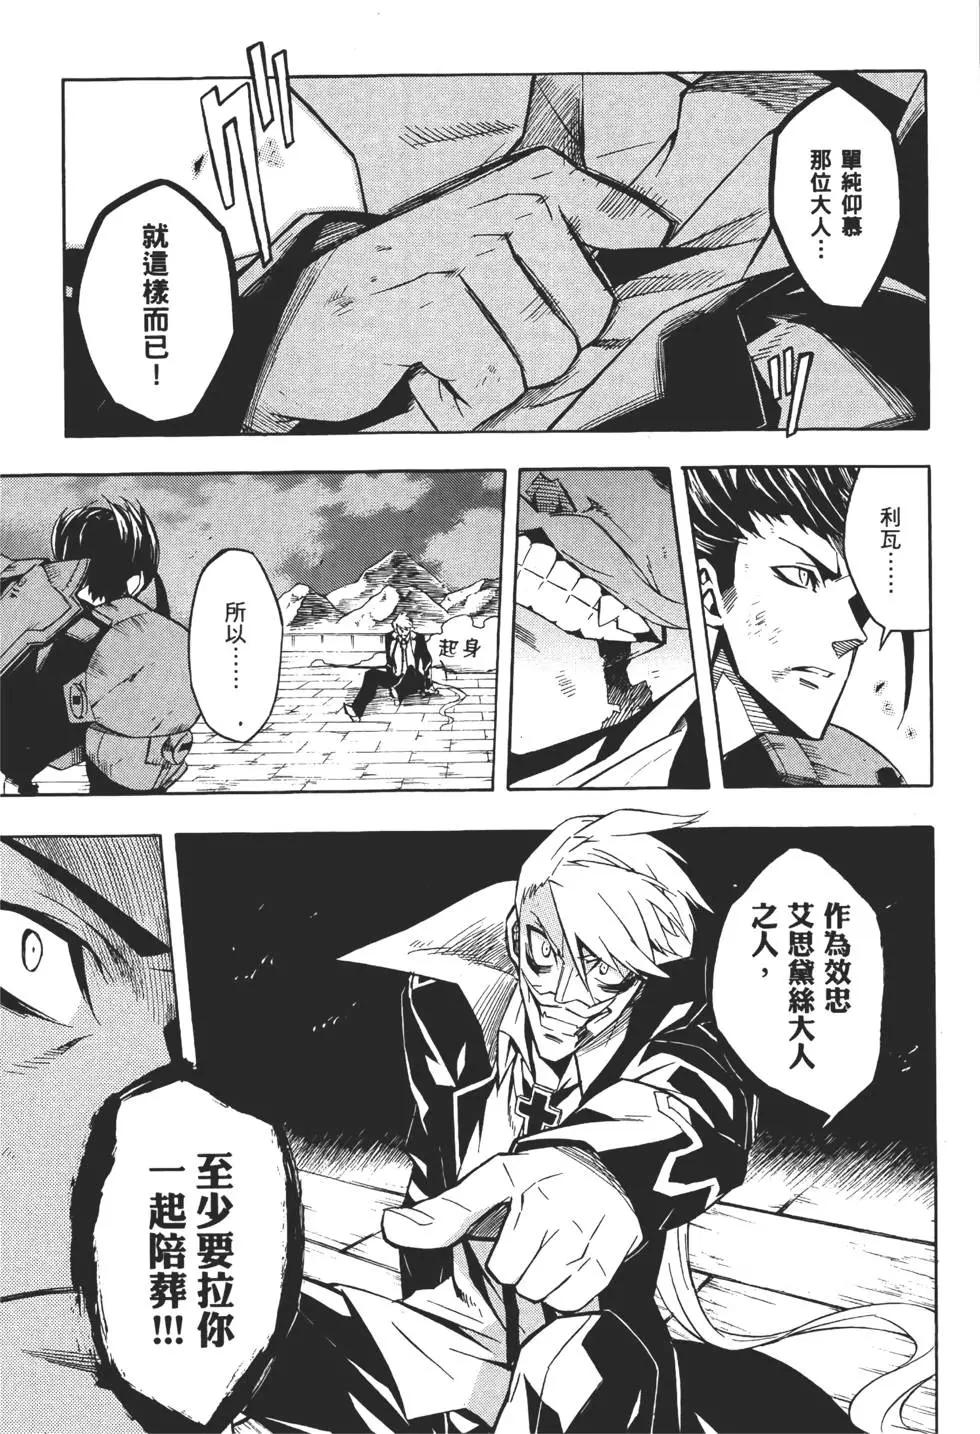 單純仰慕
那位大人…
就這樣而已！
利瓦……
起身
所以……
作為效忠
艾思黛絲大人
之人，
至少要拉你
一起陪葬!!!